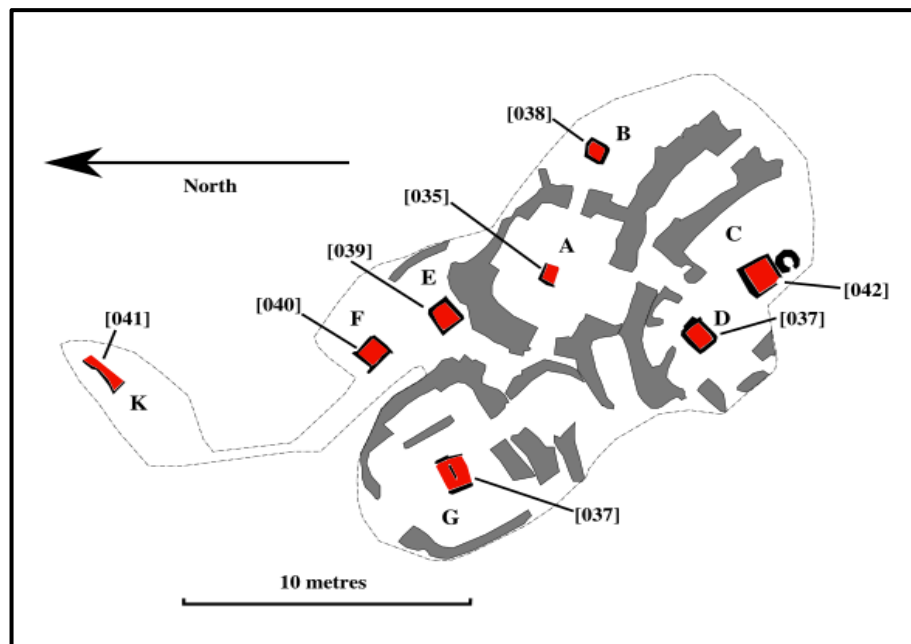 [038]
B
North
[035]
A
C
[039]
E
[042]
[041]
[040]
F
D
[037]
K
G
[037]
10 metres